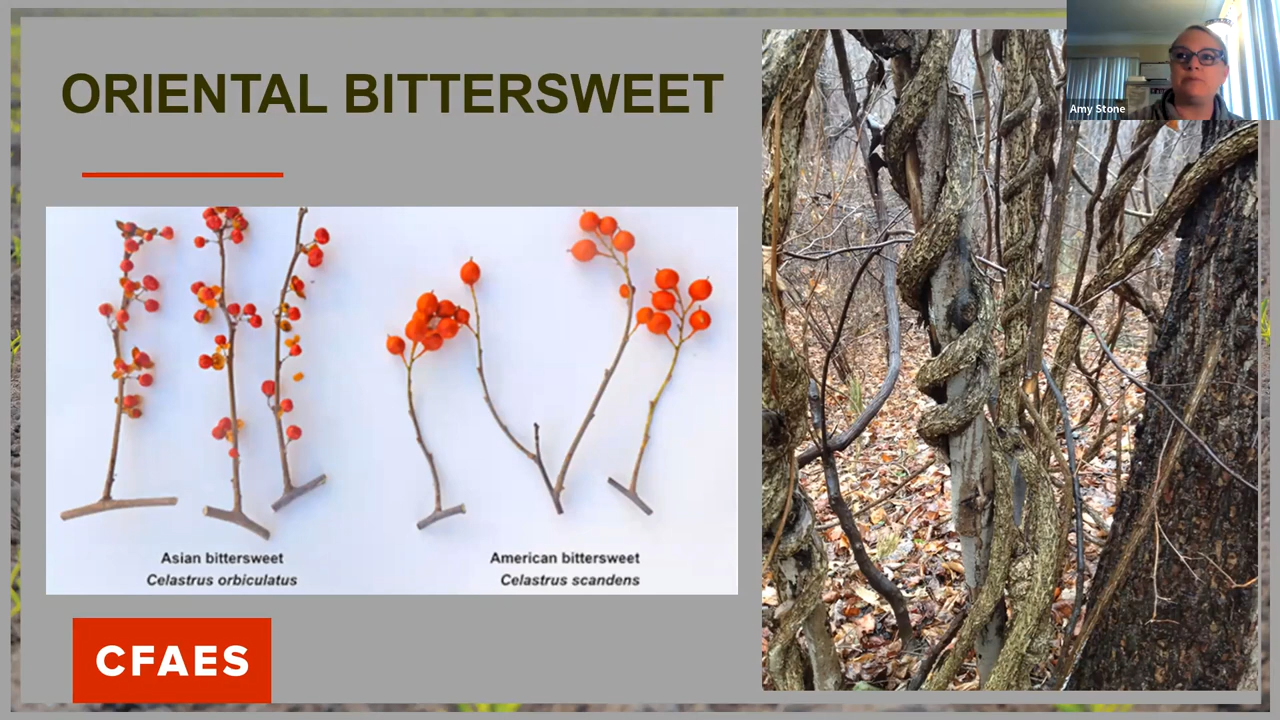 ORIENTAL BITTERSWEET
Amy Stone
Asian bittersweet
Celastrus orbiculatus
American bittersweet
Celastrus scandens
CFAES